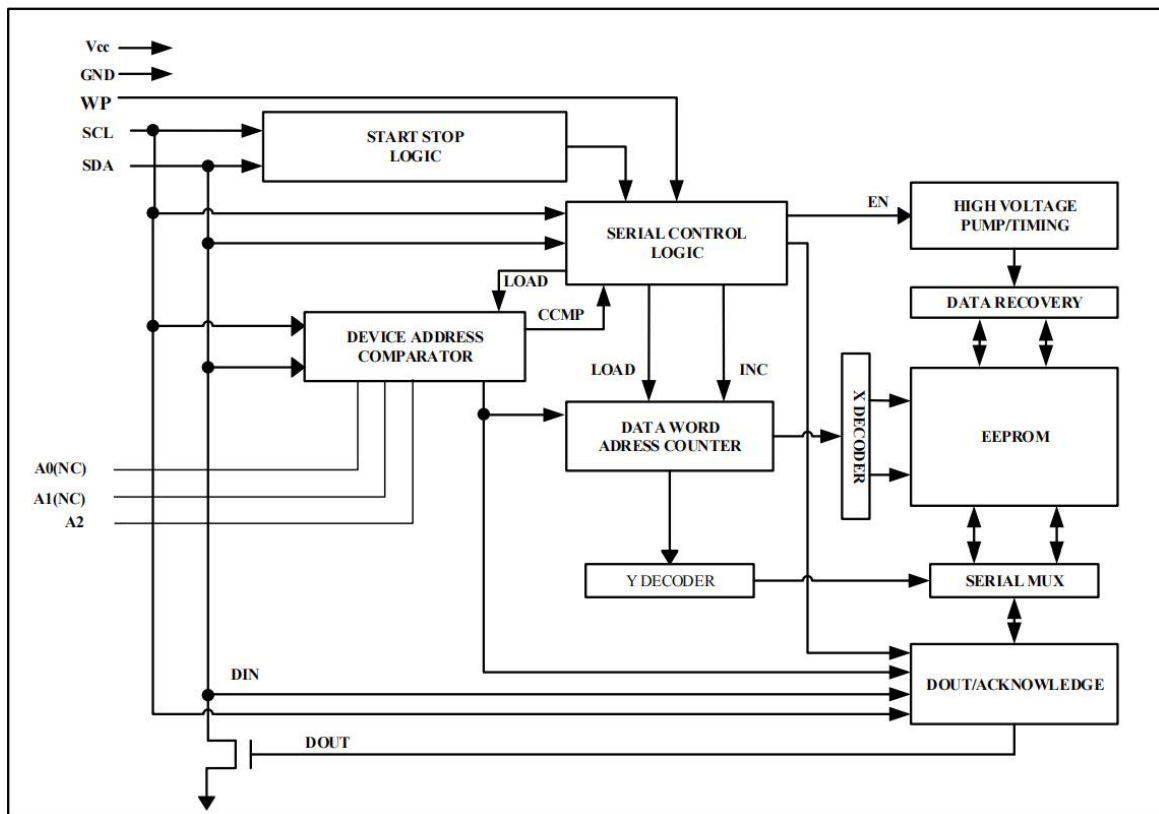 Vcc
GND
WP
SCL
SDA
START STOP
LOGIC
EN
HIGH VOLTAGE
PUMP/TIMING
SERIAL CONTROL
LOGIC
LOAD
CCMP
DATA RECOVERY
DEVICE ADDRESS
COMPARATOR
LOAD
INC
X DECODER
EEPROM
DATA WORD
ADRESS COUNTER
A0(NC)
A1(NC)
A2
Y DECODER
SERIAL MUX
DIN
DOUT/ACKNOWLEDGE
DOUT